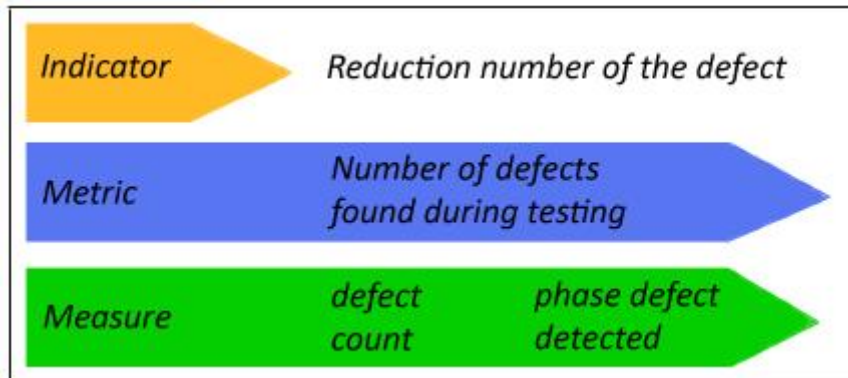 Indicator
Reduction number of the defect
Metric
Number of defects
found during testing
Measure
defect
count
phase defect
detected